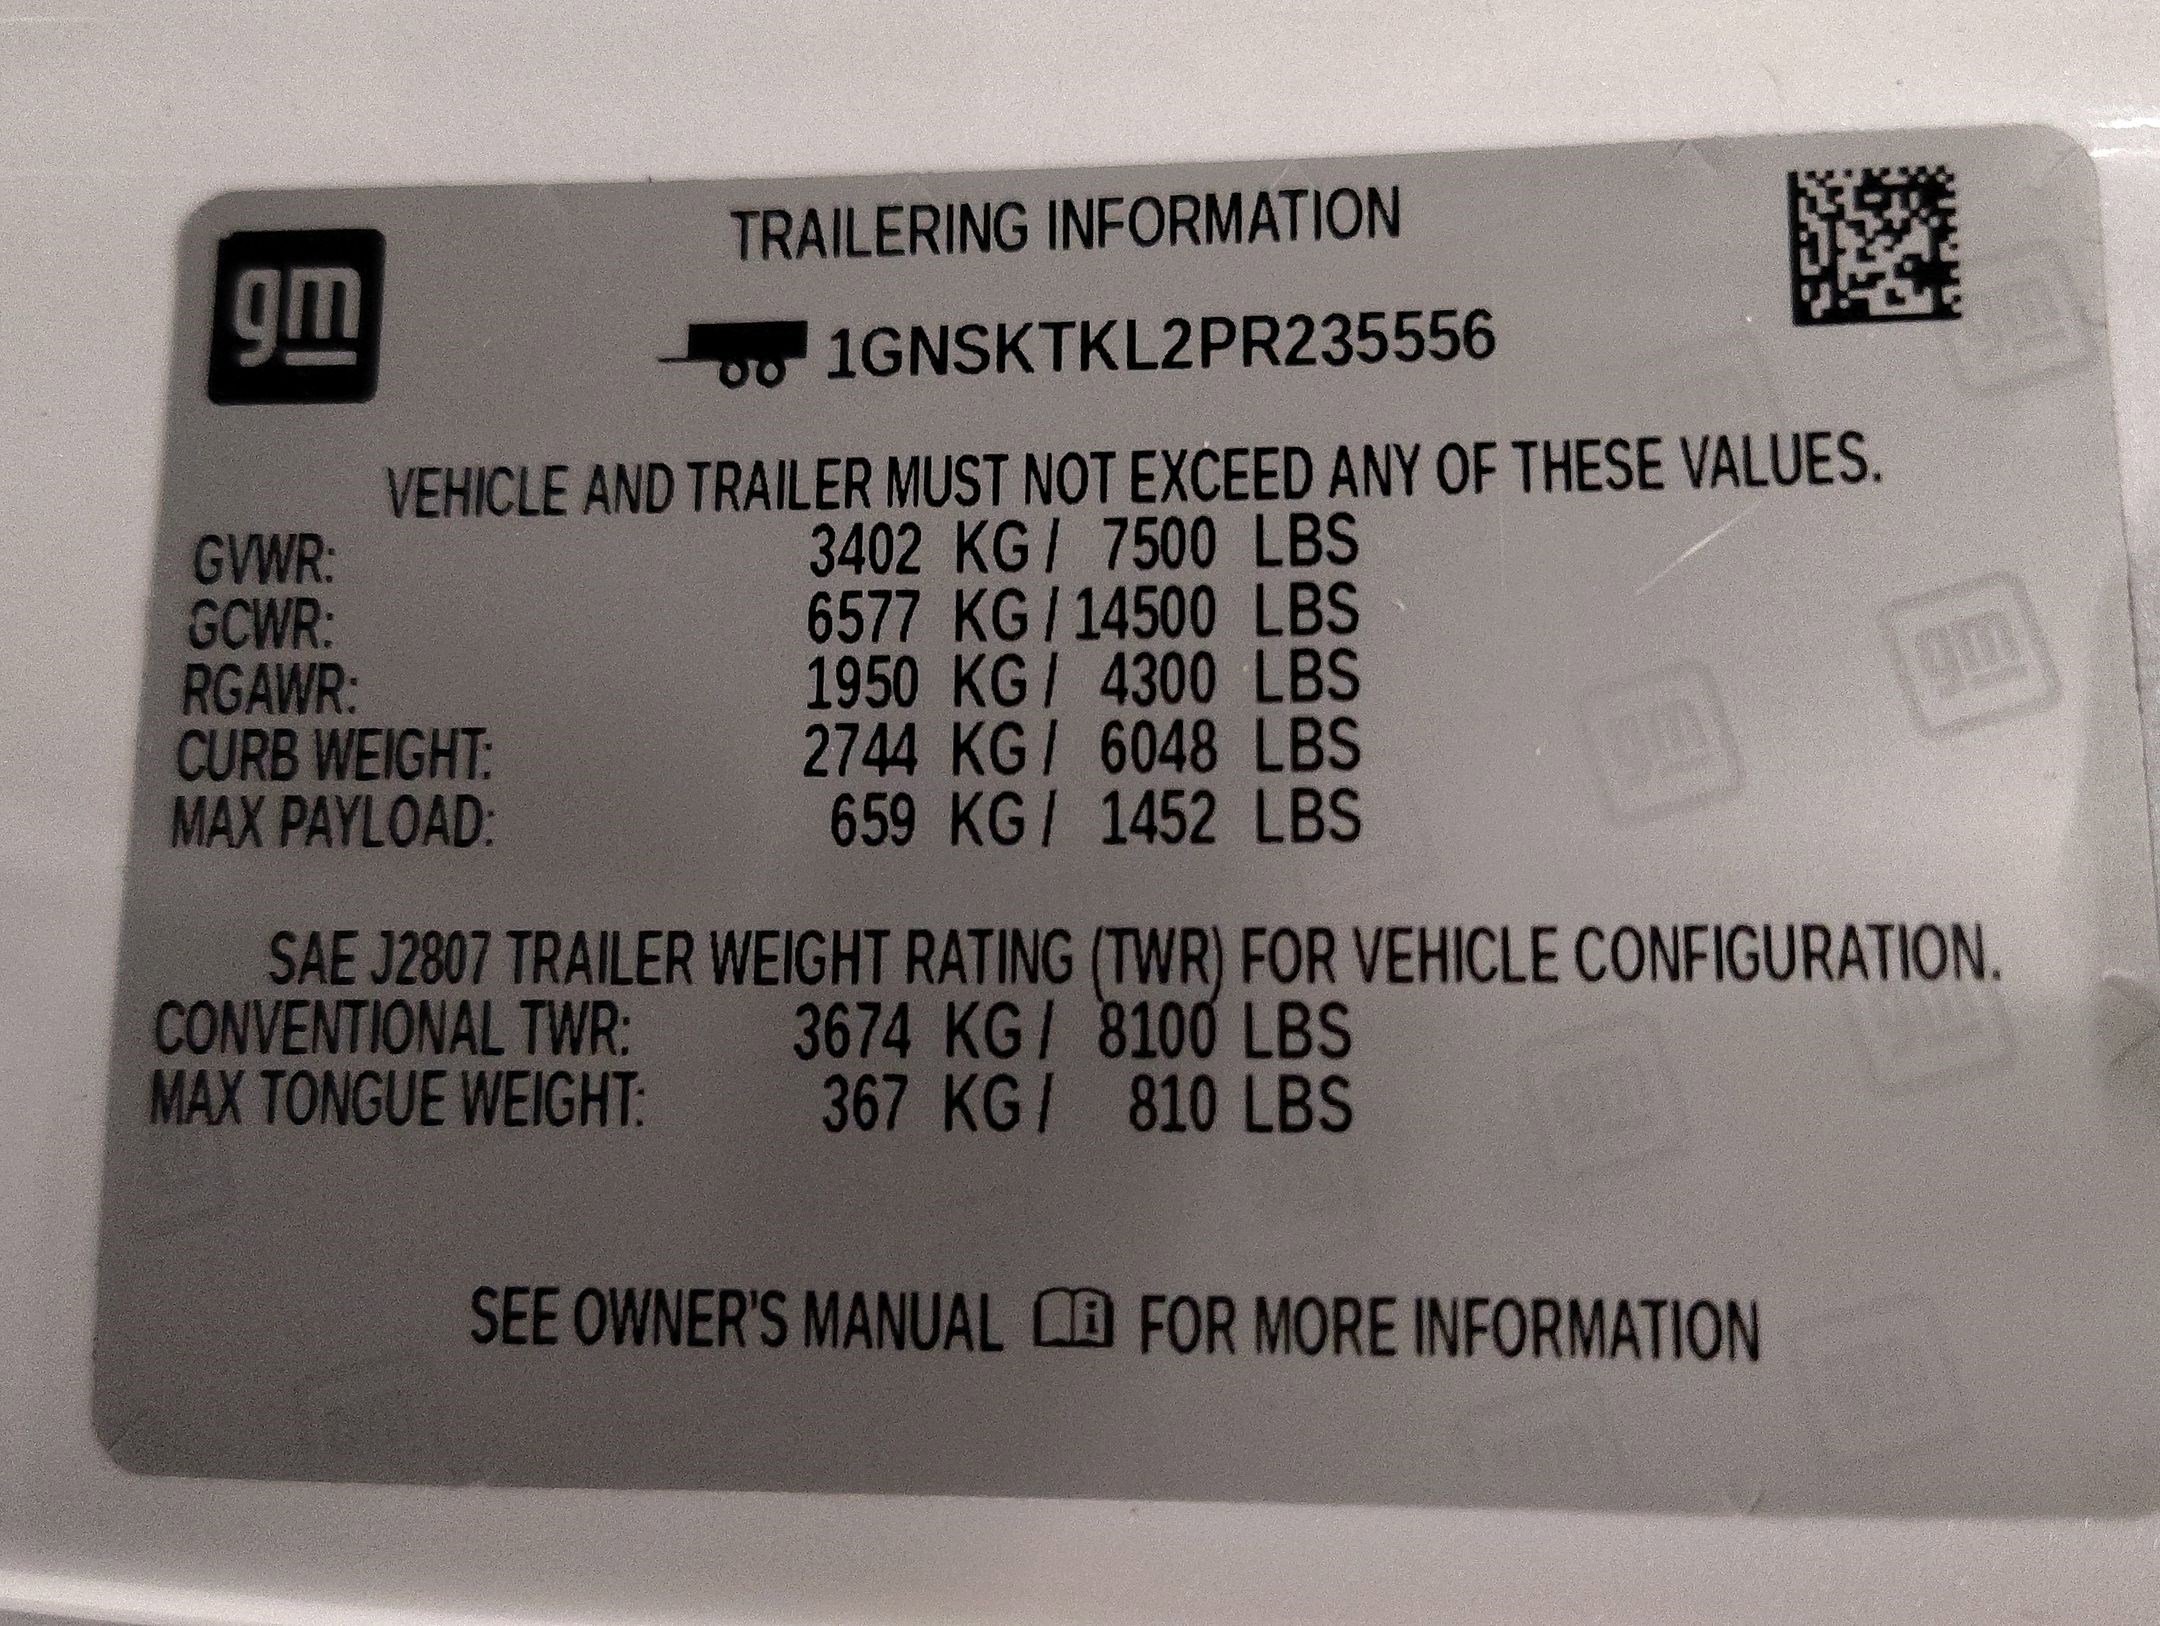 gm
TRAILERING INFORMATION
1GNSKTKL2PR235556
VEHICLE AND TRAILER MUST NOT EXCEED ANY OF THESE VALUES.
GVWR: 3402 KG / 7500 LBS
GCWR: 6577 KG / 14500 LBS
RGAWR: 1950 KG / 4300 LBS
CURB WEIGHT: 2744 KG / 6048 LBS
MAX PAYLOAD: 659 KG / 1452 LBS
SAE J2807 TRAILER WEIGHT RATING (TWR) FOR VEHICLE CONFIGURATION.
CONVENTIONAL TWR: 3674 KG / 8100 LBS
MAX TONGUE WEIGHT: 367 KG / 810 LBS
SEE OWNER'S MANUAL i FOR MORE INFORMATION